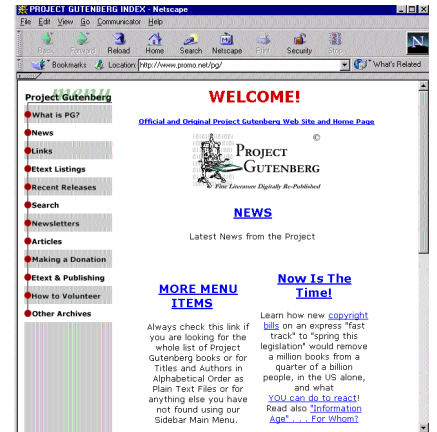 PROJECT GUTENBERG INDEX - Netscape
File Edit View Go Communicator Help
Back Forward Reload Home Search Netscape Print Security Stop
Bookmarks Location: http://www.promo.net/pg/ What's Related
menu
Project Gutenberg
What is PG?
News
Links
Etext Listings
Recent Releases
Search
Newsletters
Articles
Making a Donation
Etext & Publishing
How to Volunteer
Other Archives
WELCOME!
Official and Original Project Gutenberg Web Site and Home Page
©
PROJECT
GUTENBERG
Fine Literature Digitally Re-Published
NEWS
Latest News from the Project
MORE MENU
ITEMS
Always check this link if
you are looking for the
whole list of Project
Gutenberg books or for
Titles and Authors in
Alphabetical Order as
Plain Text Files or for
anything else you have
not found using our
Sidebar Main Menu.
Now Is The
Time!
Learn how new copyright
bills on an express "fast
track" to "spring this
legislation" would remove
a million books from a
quarter of a billion
people, in the US alone,
and what
YOU can do to react!
Read also "Information
Age" . . . For Whom?